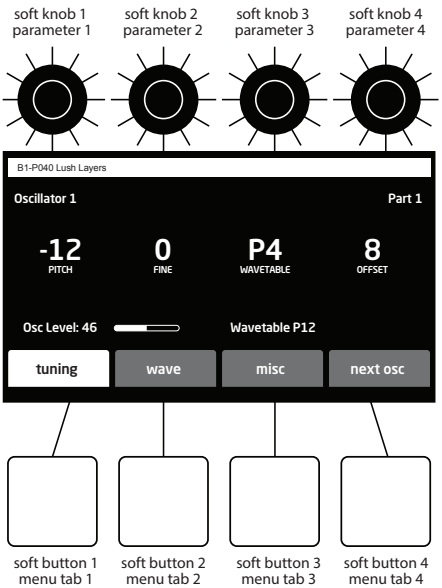 soft knob 1 soft knob 2 soft knob 3 soft knob 4
parameter 1 parameter 2 parameter 3 parameter 4
B1-P040 Lush Layers
Oscillator 1 Part 1
-12 0 P4 8
PITCH FINE WAVETABLE OFFSET
Osc Level: 46 Wavetable P12
tuning wave misc next osc
soft button 1 soft button 2 soft button 3 soft button 4
menu tab 1 menu tab 2 menu tab 3 menu tab 4